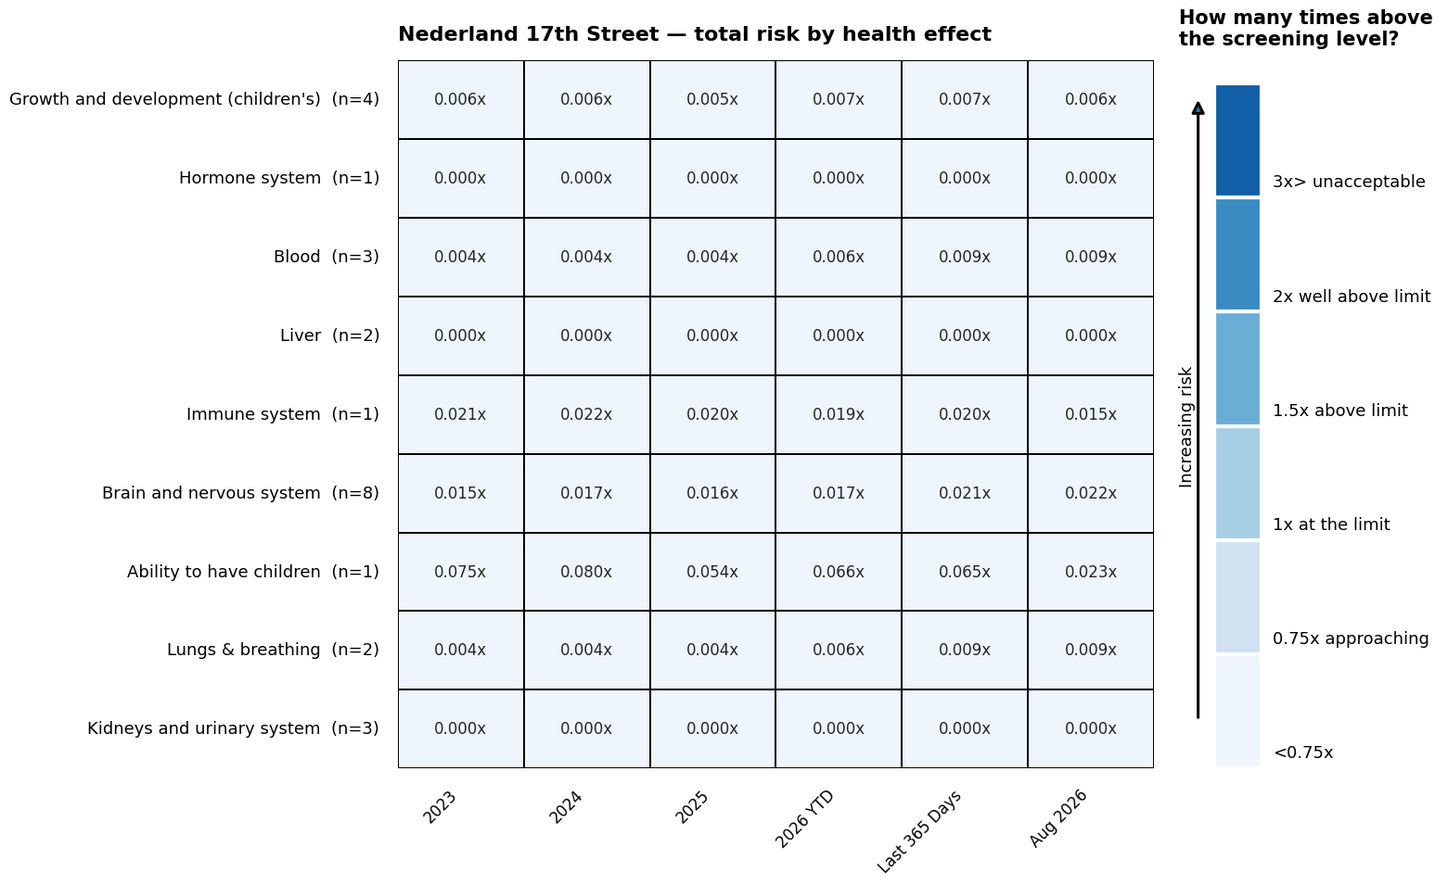 How many times above
the screening level?
Nederland 17th Street — total risk by health effect
Growth and development (children's) (n=4) 0.006x 0.006x 0.005x 0.007x 0.007x 0.006x
Hormone system (n=1) 0.000x 0.000x 0.000x 0.000x 0.000x 0.000x
Blood (n=3) 0.004x 0.004x 0.004x 0.006x 0.009x 0.009x
Liver (n=2) 0.000x 0.000x 0.000x 0.000x 0.000x 0.000x
Immune system (n=1) 0.021x 0.022x 0.020x 0.019x 0.020x 0.015x
Brain and nervous system (n=8) 0.015x 0.017x 0.016x 0.017x 0.021x 0.022x
Ability to have children (n=1) 0.075x 0.080x 0.054x 0.066x 0.065x 0.023x
Lungs & breathing (n=2) 0.004x 0.004x 0.004x 0.006x 0.009x 0.009x
Kidneys and urinary system (n=3) 0.000x 0.000x 0.000x 0.000x 0.000x 0.000x
2023 2024 2025 2026 YTD Last 365 Days Aug 2026
Increasing risk
3x> unacceptable
2x well above limit
1.5x above limit
1x at the limit
0.75x approaching
<0.75x